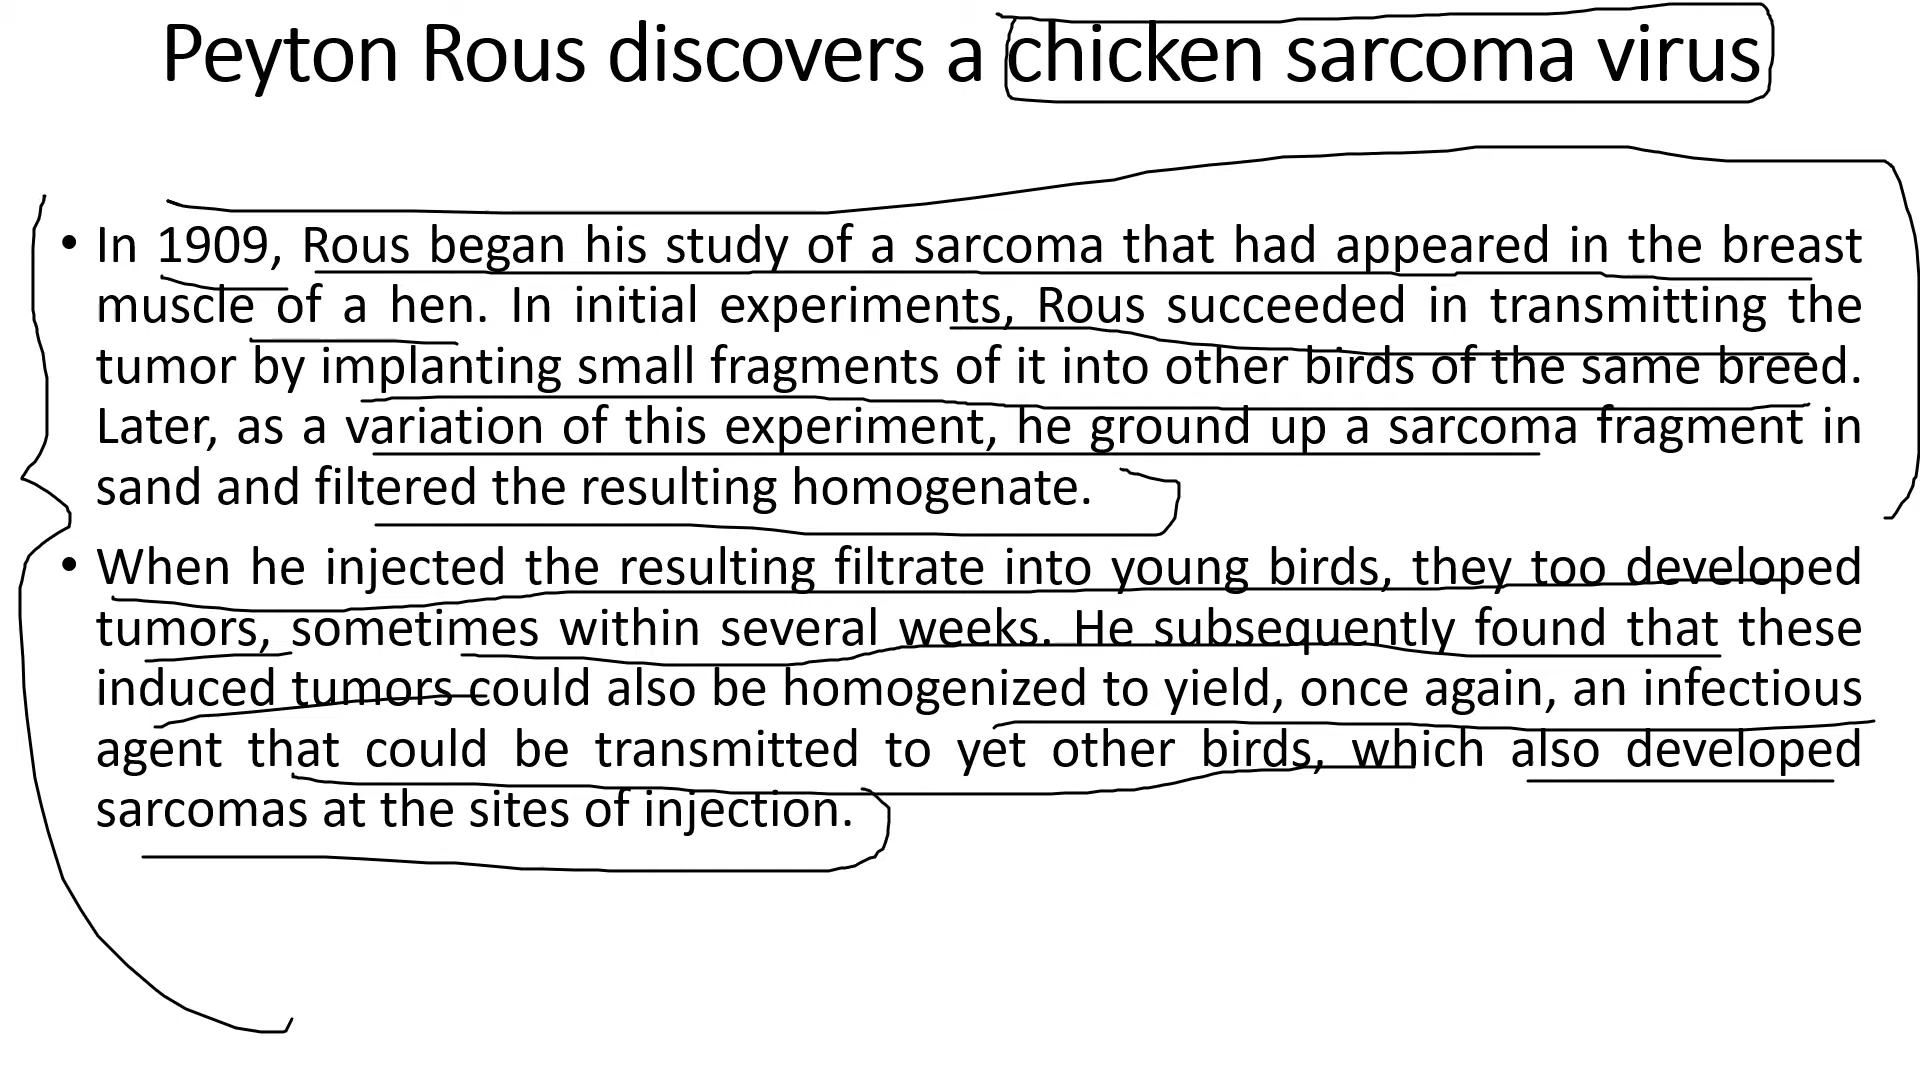 Peyton Rous discovers a chicken sarcoma virus
• In 1909, Rous began his study of a sarcoma that had appeared in the breast
muscle of a hen. In initial experiments, Rous succeeded in transmitting the
tumor by implanting small fragments of it into other birds of the same breed.
Later, as a variation of this experiment, he ground up a sarcoma fragment in
sand and filtered the resulting homogenate.
• When he injected the resulting filtrate into young birds, they too developed
tumors, sometimes within several weeks. He subsequently found that these
induced tumors could also be homogenized to yield, once again, an infectious
agent that could be transmitted to yet other birds, which also developed
sarcomas at the sites of injection.